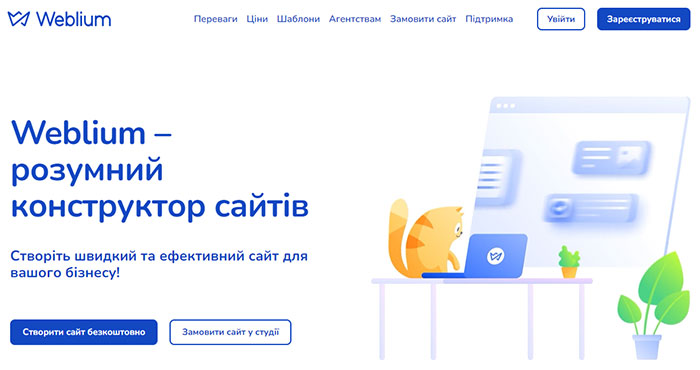 Weblium
Переваги Ціни Шаблони Агентствам Замовити сайт Підтримка
Увійти
Зареєструватися
Weblium –
розумний
конструктор сайтів
Створіть швидкий та ефективний сайт для
вашого бізнесу!
Створити сайт безкоштовно
Замовити сайт у студії